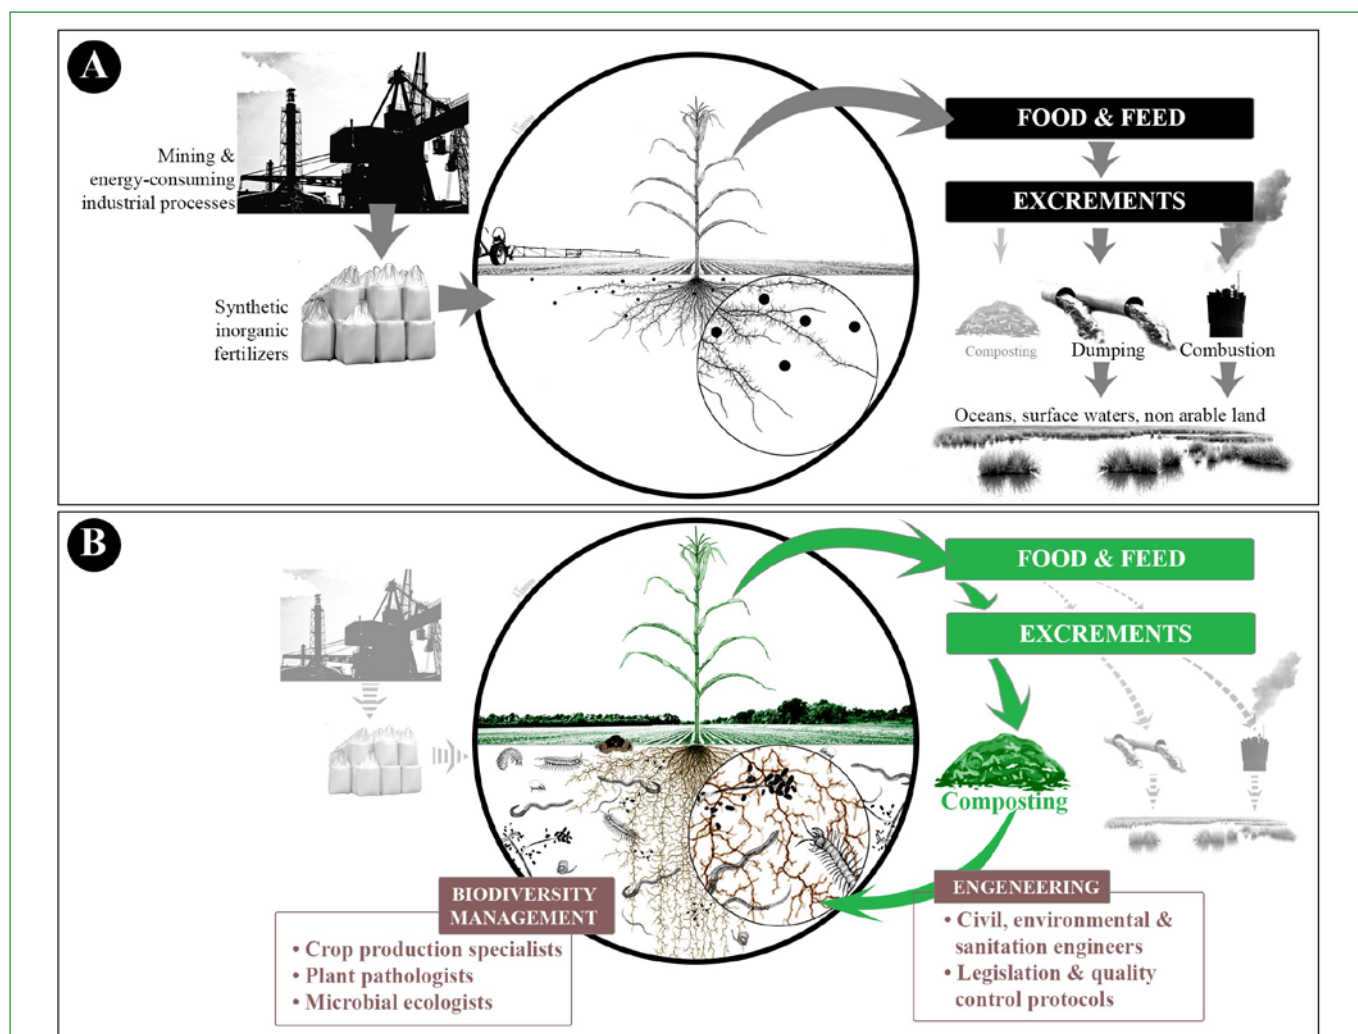 A
Mining &
energy-consuming
industrial processes
Synthetic
inorganic
fertilizers
FOOD & FEED
EXCREMENTS
Composting
Dumping
Combustion
Oceans, surface waters, non arable land
B
FOOD & FEED
EXCREMENTS
Composting
BIODIVERSITY
MANAGEMENT
• Crop production specialists
• Plant pathologists
• Microbial ecologists
ENGENEERING
• Civil, environmental &
sanitation engineers
• Legislation & quality
control protocols